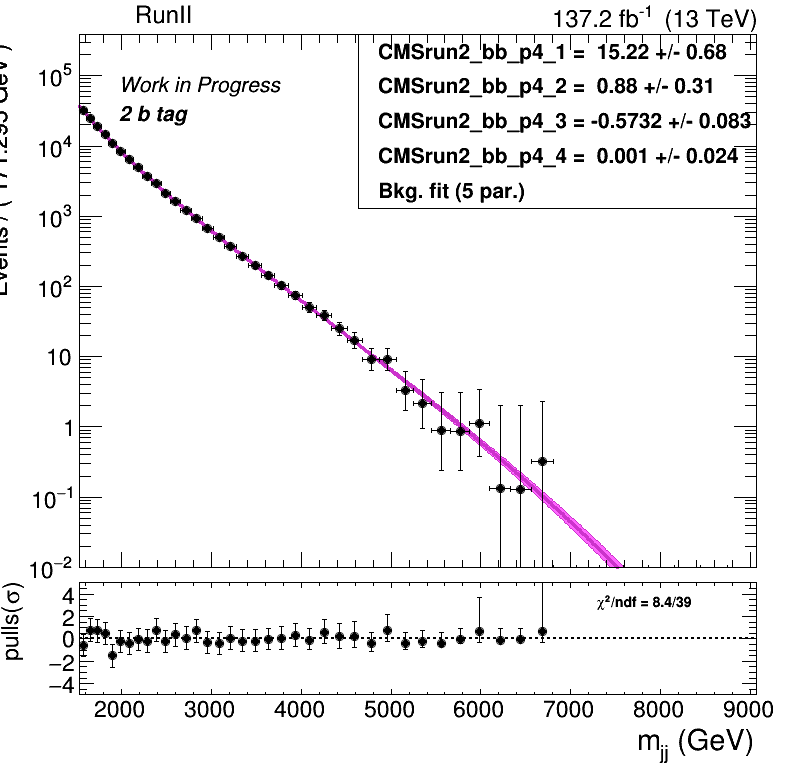 RunII
137.2 fb⁻¹ (13 TeV)
CMSrun2_bb_p4_1 = 15.22 +/- 0.68
CMSrun2_bb_p4_2 = 0.88 +/- 0.31
CMSrun2_bb_p4_3 = -0.5732 +/- 0.083
CMSrun2_bb_p4_4 = 0.001 +/- 0.024
Bkg. fit (5 par.)
Work in Progress
2 b tag
10⁵
10⁴
10³
10²
10
1
10⁻¹
10⁻²
χ²/ndf = 8.4/39
pulls(σ)
4
2
0
−2
−4
2000 3000 4000 5000 6000 7000 8000 9000
m_jj (GeV)